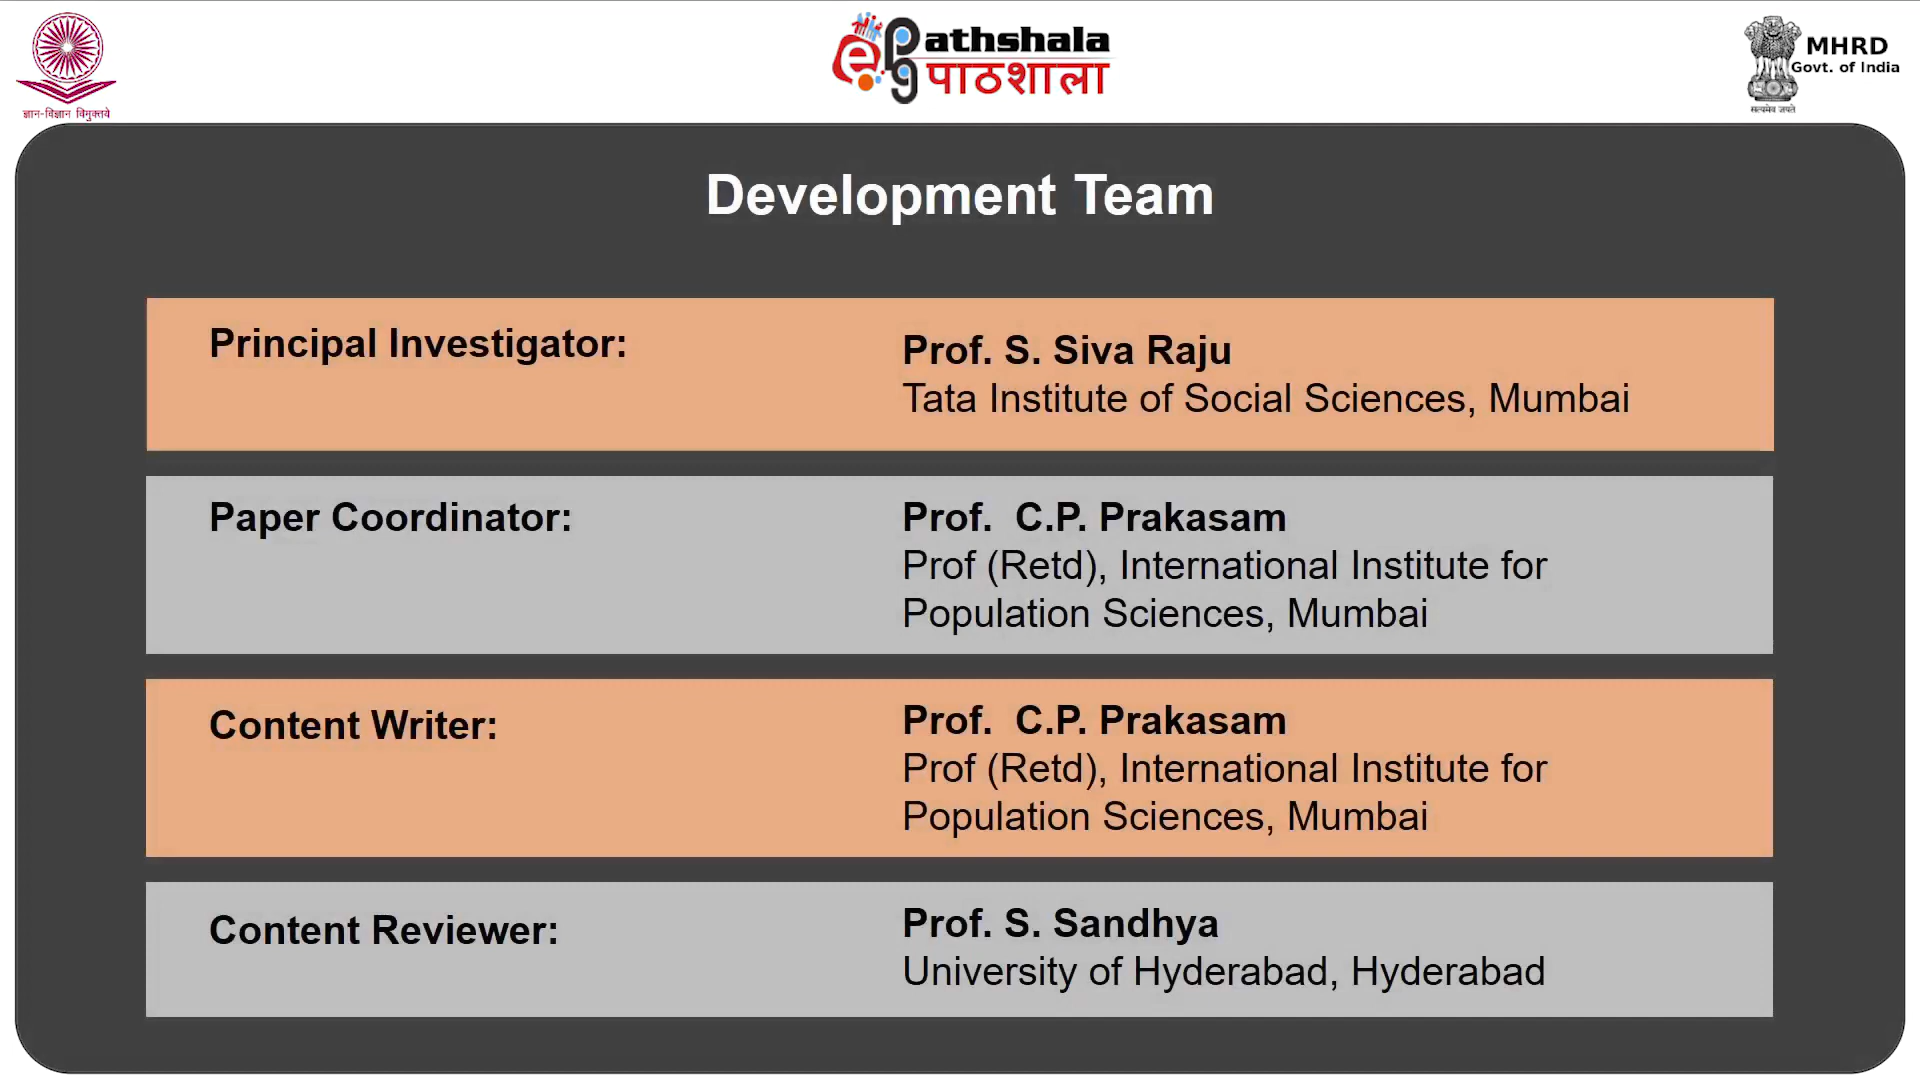 ज्ञान-विज्ञान विमुक्तये
ePG Pathshala
पाठशाला
MHRD
Govt. of India
सत्यमेव जयते
Development Team
Principal Investigator:
Prof. S. Siva Raju
Tata Institute of Social Sciences, Mumbai
Paper Coordinator:
Prof. C.P. Prakasam
Prof (Retd), International Institute for
Population Sciences, Mumbai
Content Writer:
Prof. C.P. Prakasam
Prof (Retd), International Institute for
Population Sciences, Mumbai
Content Reviewer:
Prof. S. Sandhya
University of Hyderabad, Hyderabad